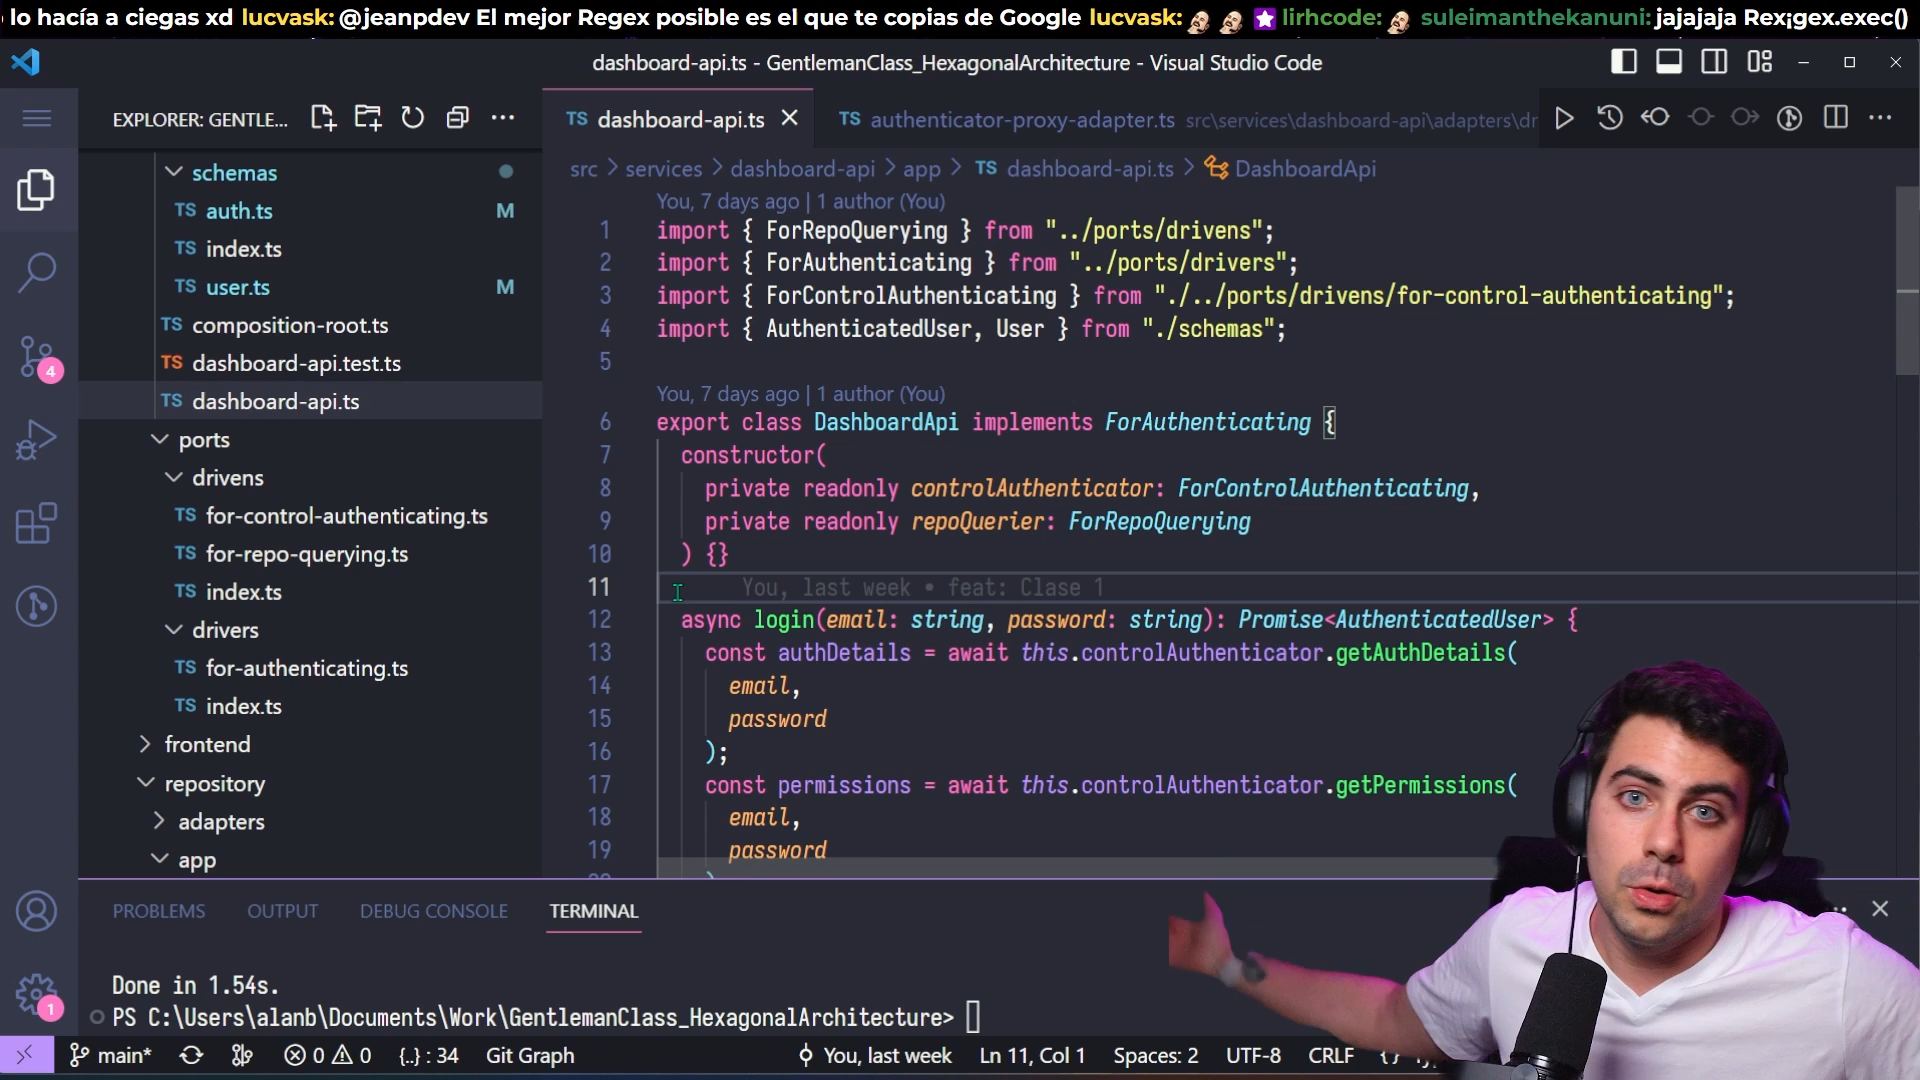 lo hacía a ciegas xd lucvask: @jeanpdev El mejor Regex posible es el que te copias de Google lucvask: lirhcode: suleimanthekanuni: jajajaja Rex¡gex.exec()
dashboard-api.ts - GentlemanClass_HexagonalArchitecture - Visual Studio Code
EXPLORER: GENTLE...
schemas
TS auth.ts M
TS index.ts
TS user.ts M
TS composition-root.ts
TS dashboard-api.test.ts
TS dashboard-api.ts
ports
drivens
TS for-control-authenticating.ts
TS for-repo-querying.ts
TS index.ts
drivers
TS for-authenticating.ts
TS index.ts
frontend
repository
adapters
app
4
1
TS dashboard-api.ts
TS authenticator-proxy-adapter.ts src\services\dashboard-api\adapters\dr
src > services > dashboard-api > app > TS dashboard-api.ts > DashboardApi
You, 7 days ago | 1 author (You)
1 import { ForRepoQuerying } from "../ports/drivens";
2 import { ForAuthenticating } from "../ports/drivers";
3 import { ForControlAuthenticating } from "./../ports/drivens/for-control-authenticating";
4 import { AuthenticatedUser, User } from "./schemas";
5
You, 7 days ago | 1 author (You)
6 export class DashboardApi implements ForAuthenticating {
7 constructor(
8 private readonly controlAuthenticator: ForControlAuthenticating,
9 private readonly repoQuerier: ForRepoQuerying
10 ) {}
11 You, last week • feat: Clase 1
12 async login(email: string, password: string): Promise<AuthenticatedUser> {
13 const authDetails = await this.controlAuthenticator.getAuthDetails(
14 email,
15 password
16 );
17 const permissions = await this.controlAuthenticator.getPermissions(
18 email,
19 password
PROBLEMS OUTPUT DEBUG CONSOLE TERMINAL
Done in 1.54s.
PS C:\Users\alanb\Documents\Work\GentlemanClass_HexagonalArchitecture>
main* 0 0 {..} : 34 Git Graph You, last week Ln 11, Col 1 Spaces: 2 UTF-8 CRLF { }